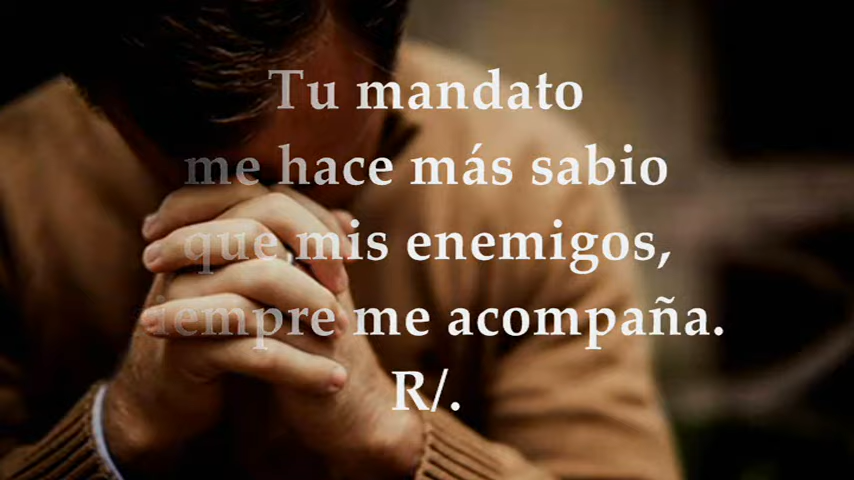 Tu mandato
me hace más sabio
que mis enemigos,
siempre me acompaña.
R/.